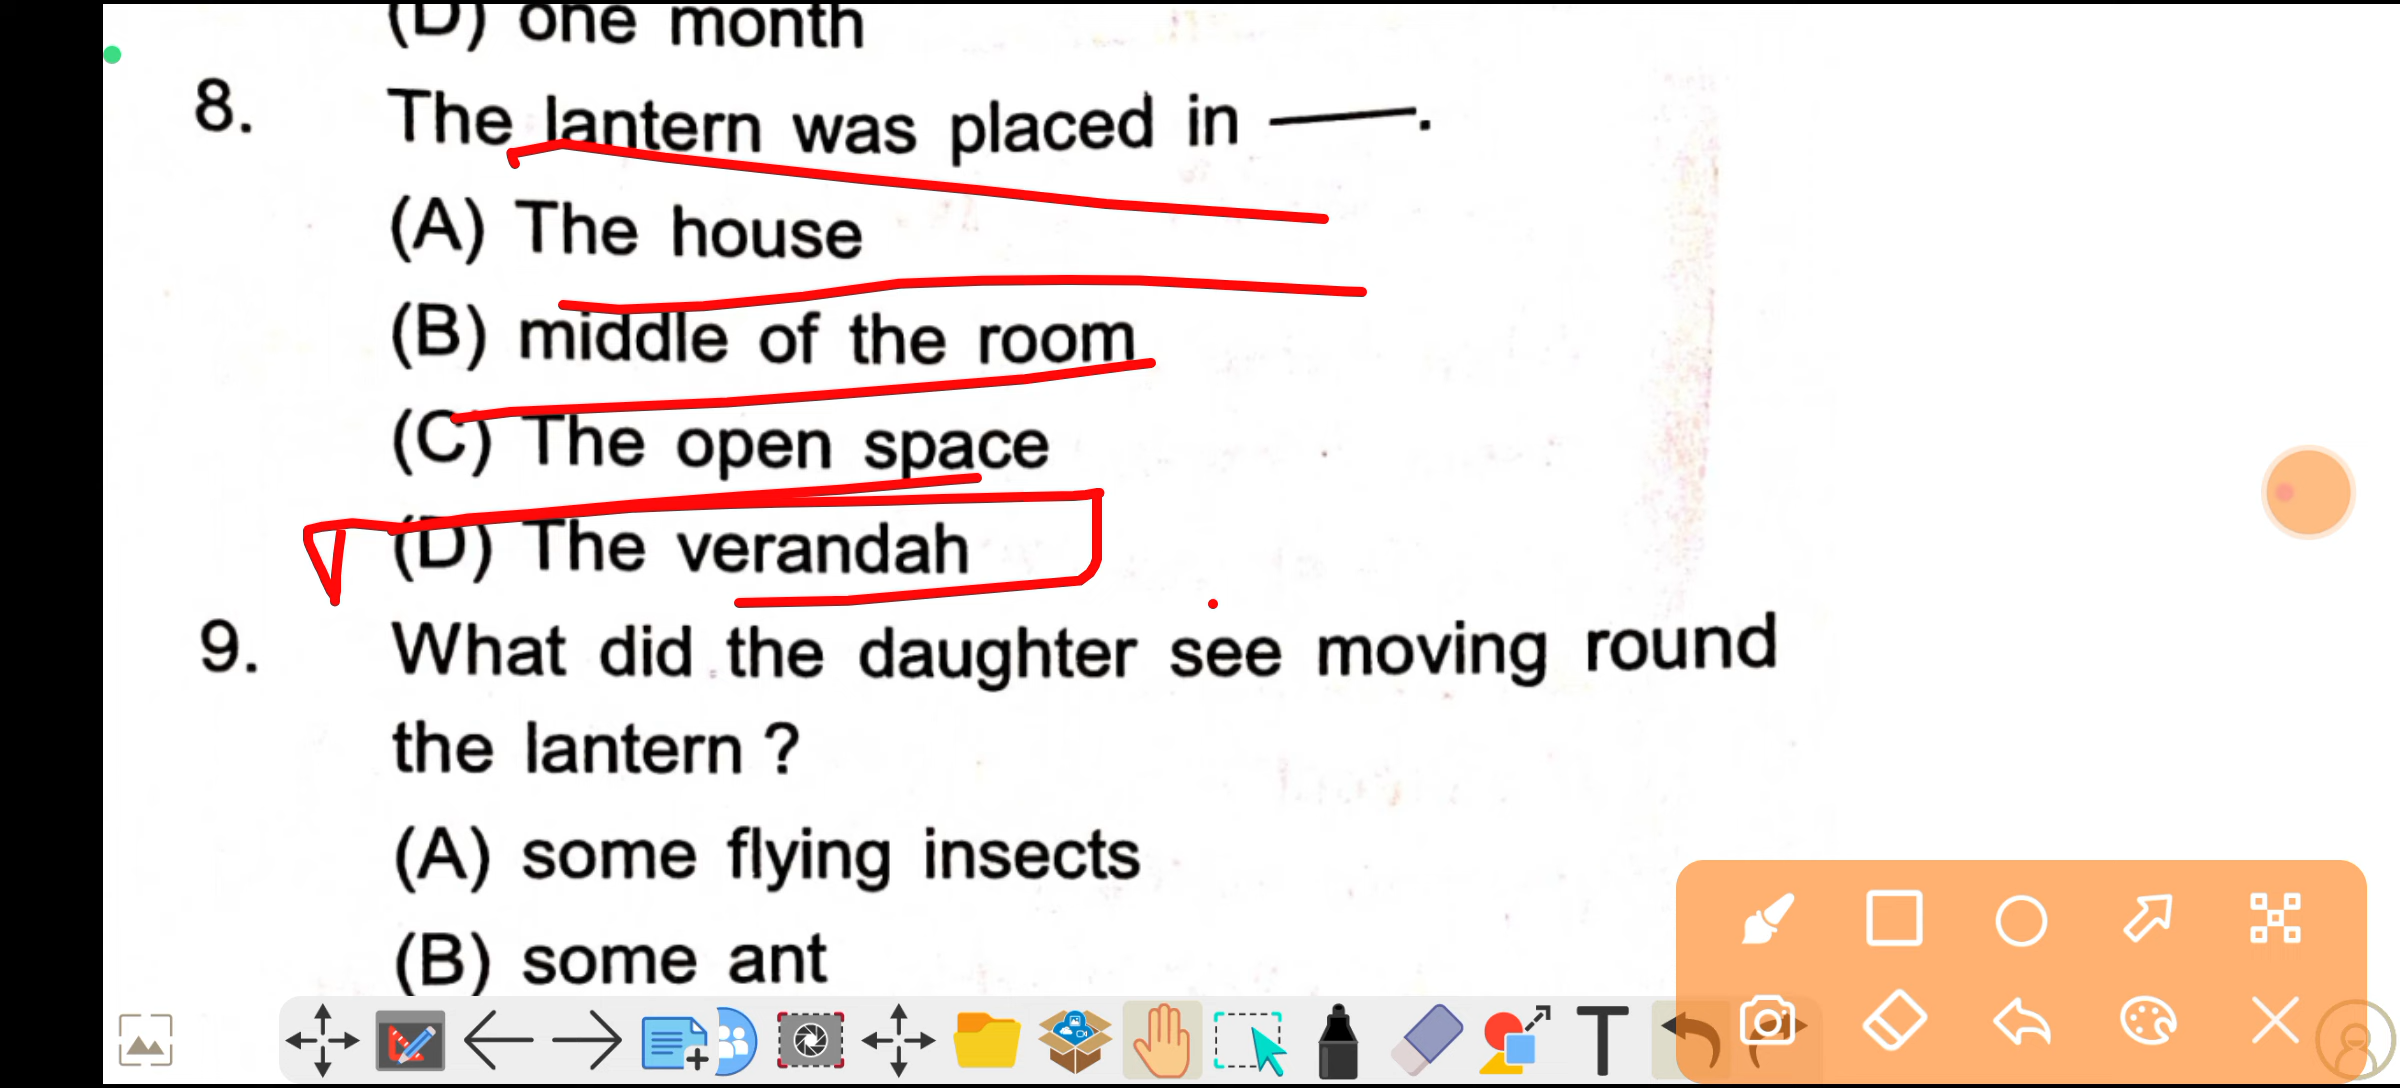 (D) one month
8. The lantern was placed in ——.
(A) The house
(B) middle of the room
(C) The open space
(D) The verandah
9. What did the daughter see moving round
the lantern ?
(A) some flying insects
(B) some ant
T